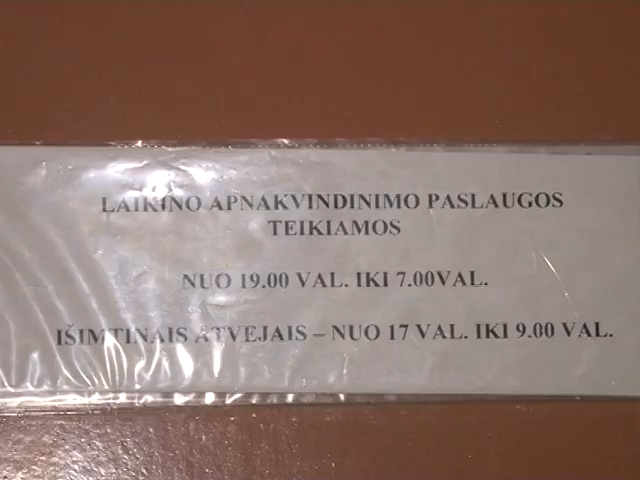 LAIKINO APNAKVINDINIMO PASLAUGOS
TEIKIAMOS
NUO 19.00 VAL. IKI 7.00VAL.
IŠIMTINAIS ATVEJAIS – NUO 17 VAL. IKI 9.00 VAL.